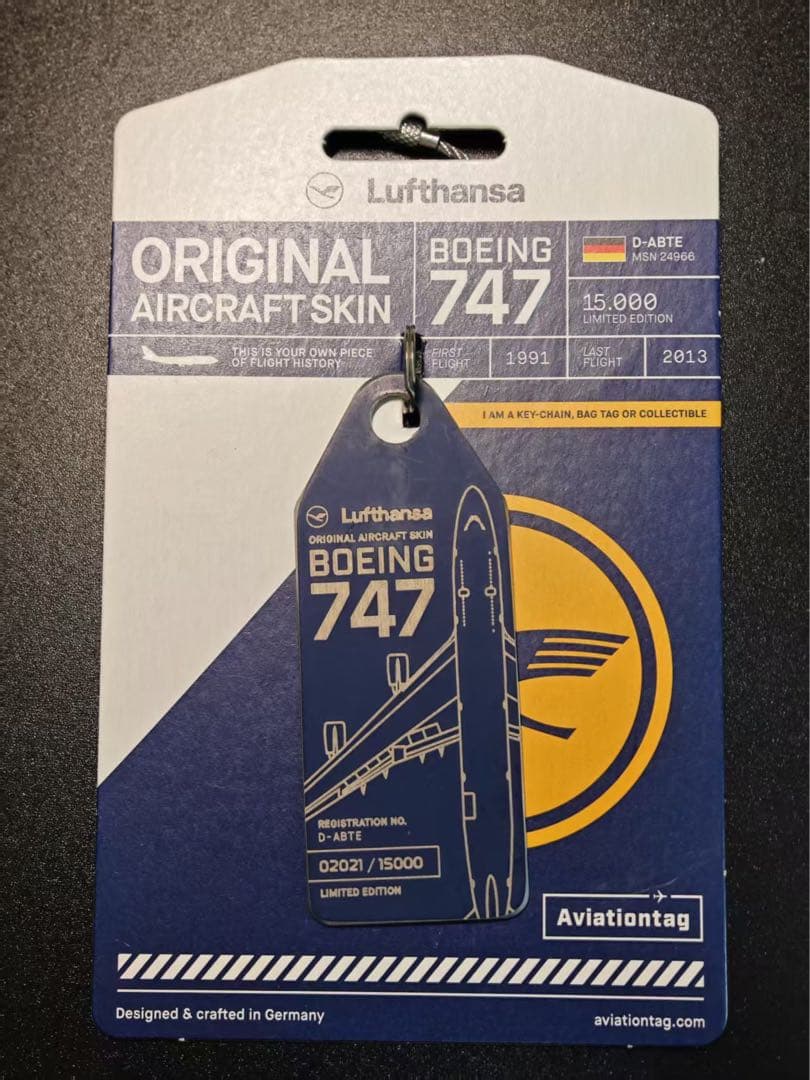 Lufthansa
ORIGINAL
AIRCRAFT SKIN
BOEING
747
D-ABTE
MSN 24966
15.000
LIMITED EDITION
THIS IS YOUR OWN PIECE
OF FLIGHT HISTORY
FIRST
FLIGHT
1991
LAST
FLIGHT
2013
I AM A KEY-CHAIN, BAG TAG OR COLLECTIBLE
Lufthansa
ORIGINAL AIRCRAFT SKIN
BOEING
747
REGISTRATION NO.
D-ABTE
02021 / 15000
LIMITED EDITION
Aviationtag
Designed & crafted in Germany
aviationtag.com